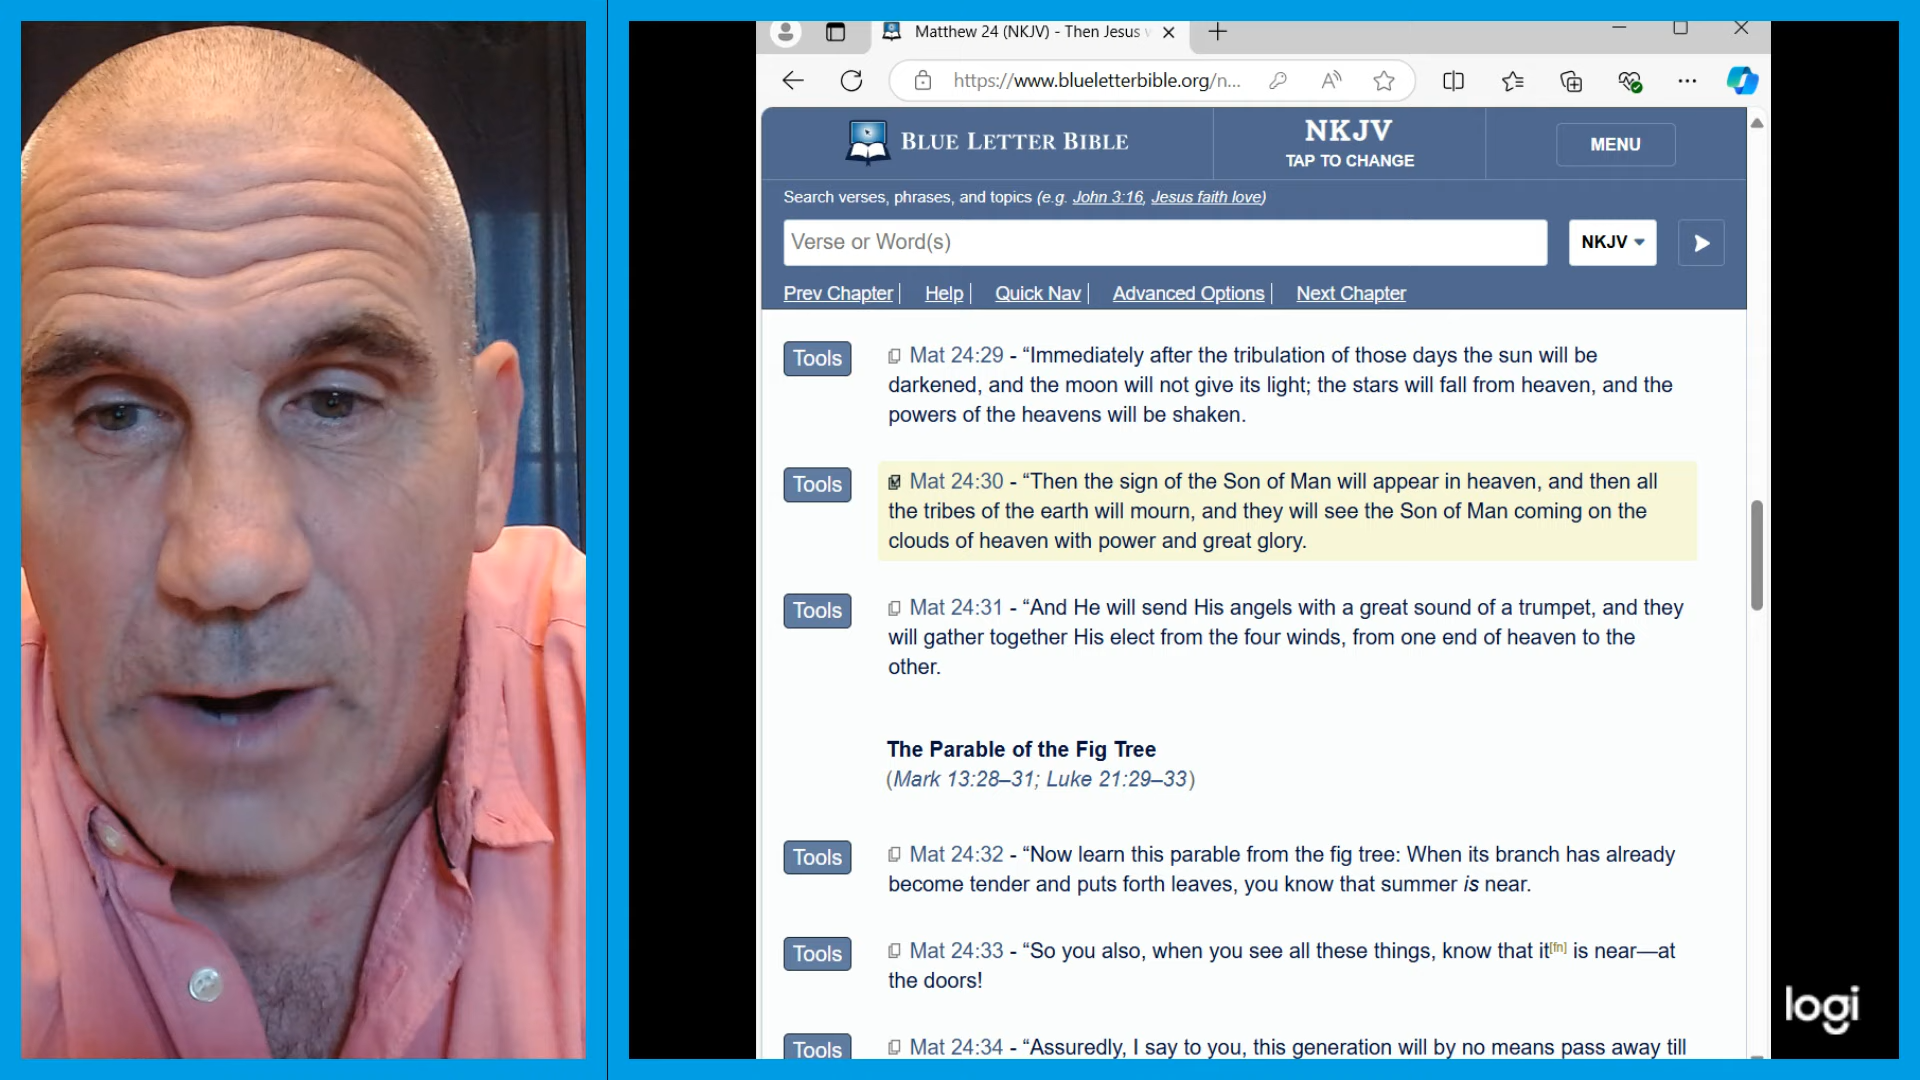 Matthew 24 (NKJV) - Then Jesus
https://www.blueletterbible.org/n...
BLUE LETTER BIBLE
NKJV
TAP TO CHANGE
MENU
Search verses, phrases, and topics (e.g. John 3:16, Jesus faith love)
Verse or Word(s)
NKJV
Prev Chapter | Help | Quick Nav | Advanced Options | Next Chapter
Tools
Mat 24:29 - “Immediately after the tribulation of those days the sun will be
darkened, and the moon will not give its light; the stars will fall from heaven, and the
powers of the heavens will be shaken.
Tools
Mat 24:30 - “Then the sign of the Son of Man will appear in heaven, and then all
the tribes of the earth will mourn, and they will see the Son of Man coming on the
clouds of heaven with power and great glory.
Tools
Mat 24:31 - “And He will send His angels with a great sound of a trumpet, and they
will gather together His elect from the four winds, from one end of heaven to the
other.
The Parable of the Fig Tree
(Mark 13:28–31; Luke 21:29–33)
Tools
Mat 24:32 - “Now learn this parable from the fig tree: When its branch has already
become tender and puts forth leaves, you know that summer is near.
Tools
Mat 24:33 - “So you also, when you see all these things, know that it[fn] is near—at
the doors!
Tools
Mat 24:34 - “Assuredly, I say to you, this generation will by no means pass away till
logi